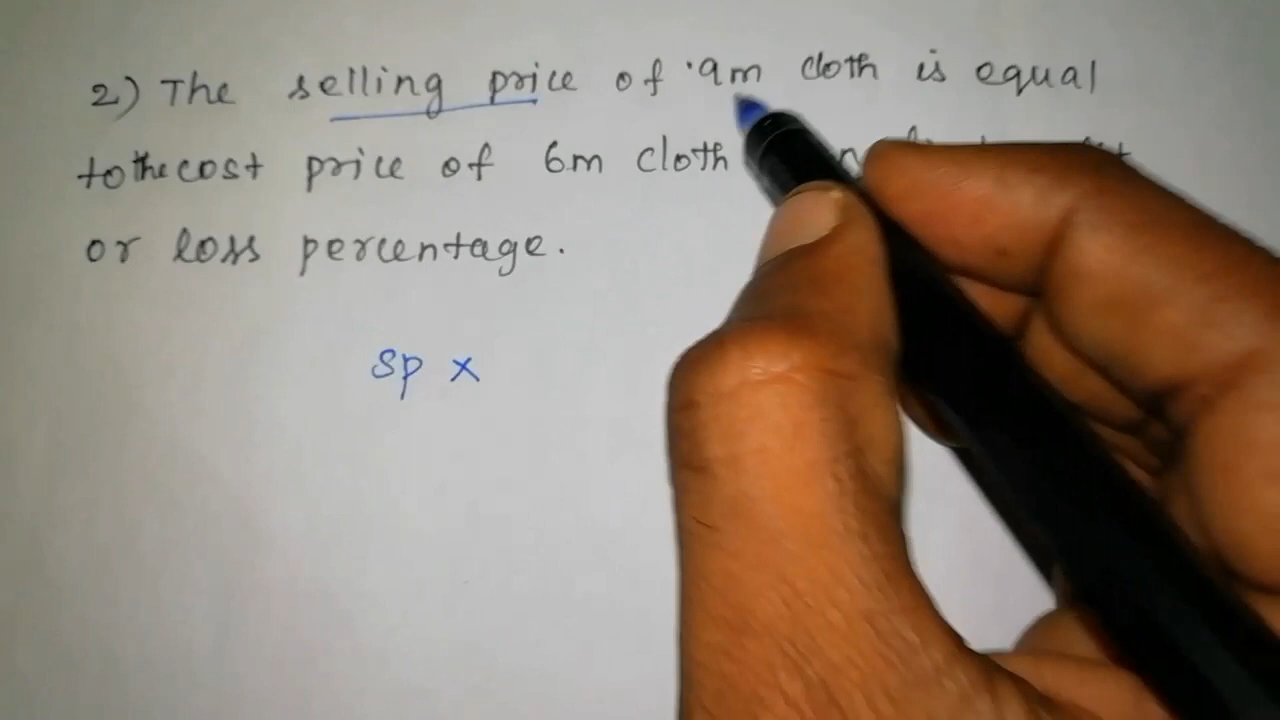 2) The selling price of 9m cloth is equal
to the cost price of 6m cloth
or loss percentage.
SP ×